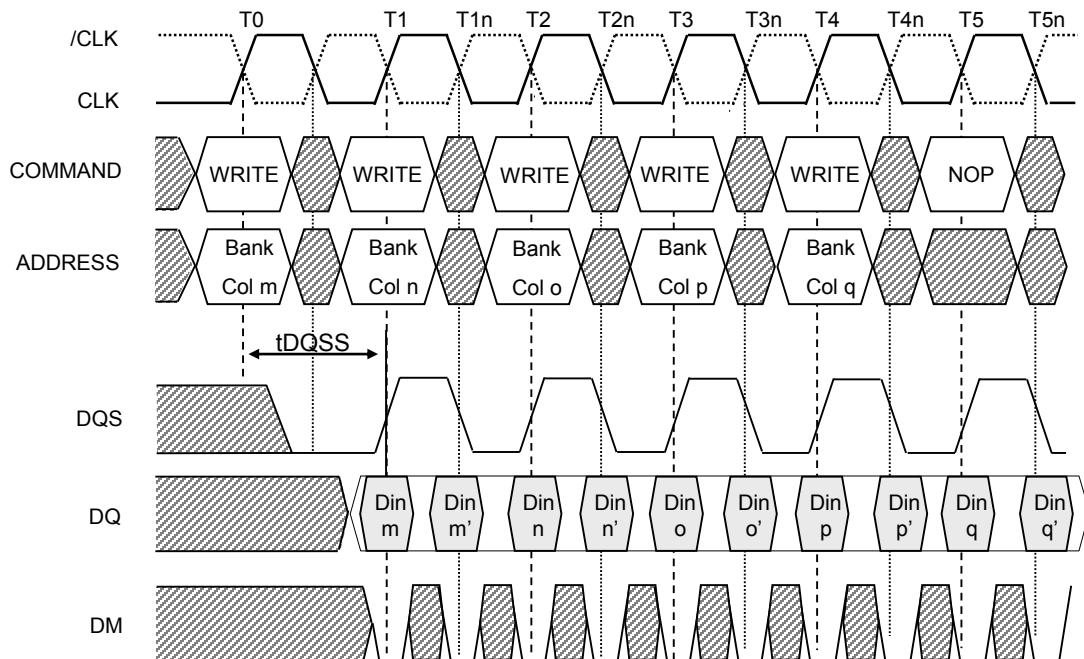 T0 T1 T1n T2 T2n T3 T3n T4 T4n T5 T5n
/CLK
CLK
COMMAND WRITE WRITE WRITE WRITE WRITE NOP
ADDRESS
Bank Bank Bank Bank Bank
Col m Col n Col o Col p Col q
tDQSS
DQS
DQ
Din Din Din Din Din Din Din Din Din Din
m m' n n' o o' p p' q q'
DM